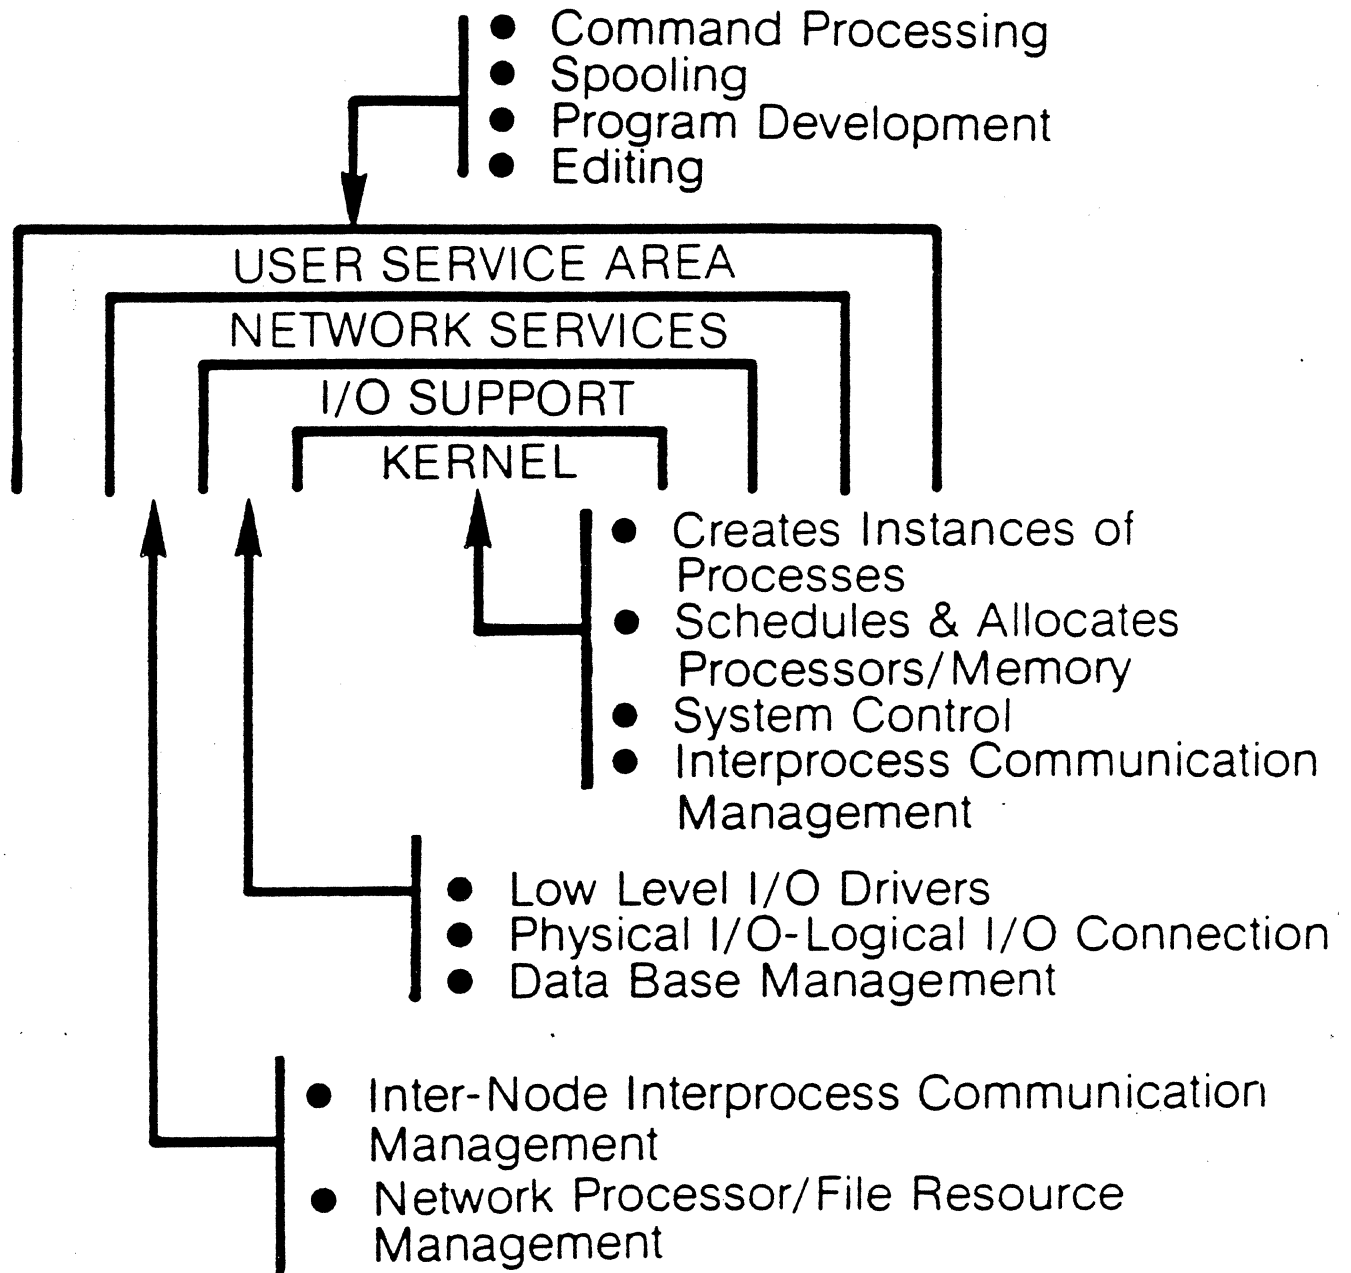 ● Command Processing
● Spooling
● Program Development
● Editing
USER SERVICE AREA
NETWORK SERVICES
I/O SUPPORT
KERNEL
● Creates Instances of
Processes
● Schedules & Allocates
Processors/Memory
● System Control
● Interprocess Communication
Management
● Low Level I/O Drivers
● Physical I/O-Logical I/O Connection
● Data Base Management
● Inter-Node Interprocess Communication
Management
● Network Processor/File Resource
Management